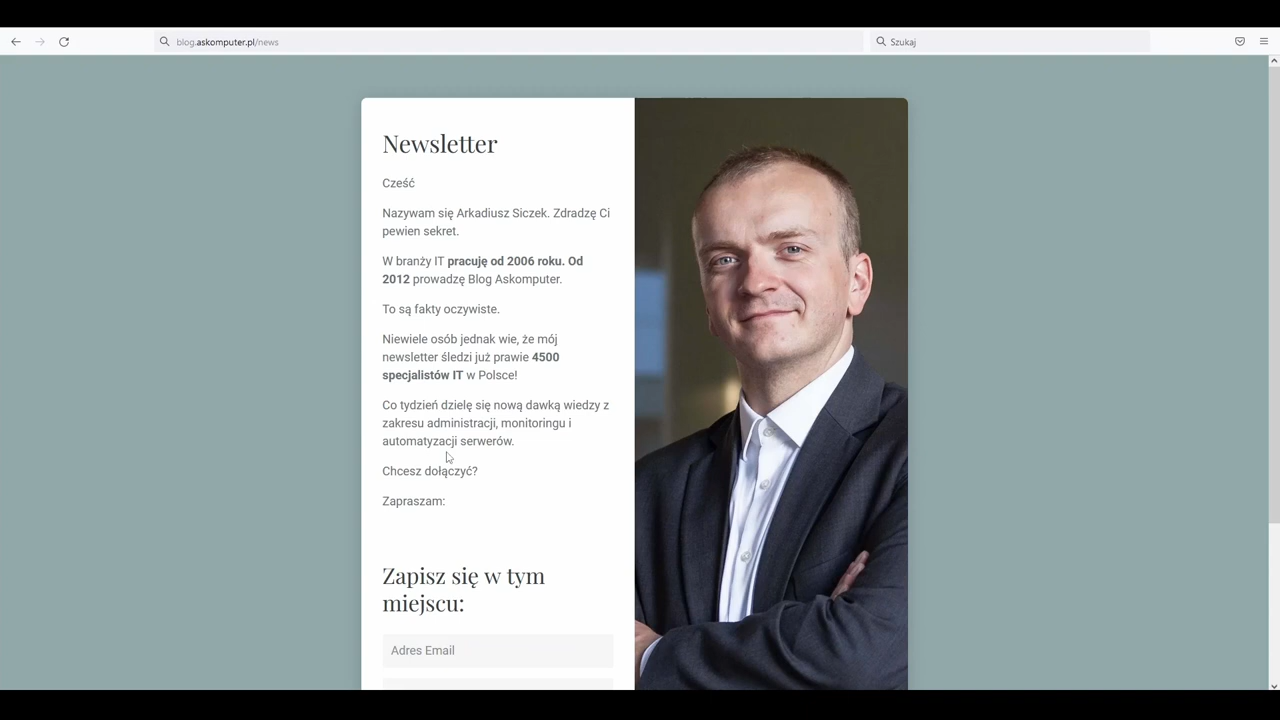 blog.askomputer.pl/news
Szukaj
Newsletter
Cześć
Nazywam się Arkadiusz Siczek. Zdradzę Ci
pewien sekret.
W branży IT pracuję od 2006 roku. Od
2012 prowadzę Blog Askomputer.
To są fakty oczywiste.
Niewiele osób jednak wie, że mój
newsletter śledzi już prawie 4500
specjalistów IT w Polsce!
Co tydzień dzielę się nową dawką wiedzy z
zakresu administracji, monitoringu i
automatyzacji serwerów.
Chcesz dołączyć?
Zapraszam:
Zapisz się w tym
miejscu:
Adres Email